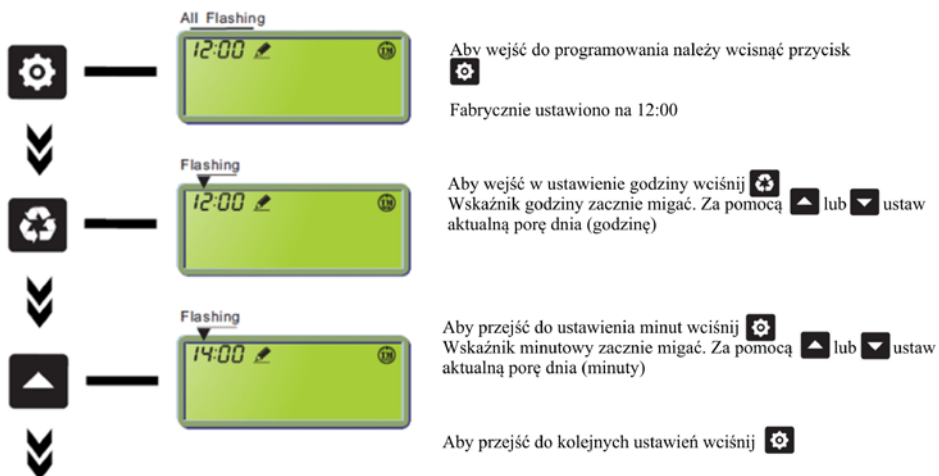 All Flashing
12:00
Abv wejść do programowania należy wcisnąć przycisk
Fabrycznie ustawiono na 12:00
Flashing
12:00
Aby wejść w ustawienie godziny wciśnij
Wskaźnik godziny zacznie migać. Za pomocą lub ustaw
aktualną porę dnia (godzinę)
Flashing
14:00
Aby przejść do ustawienia minut wciśnij
Wskaźnik minutowy zacznie migać. Za pomocą lub ustaw
aktualną porę dnia (minuty)
Aby przejść do kolejnych ustawień wciśnij